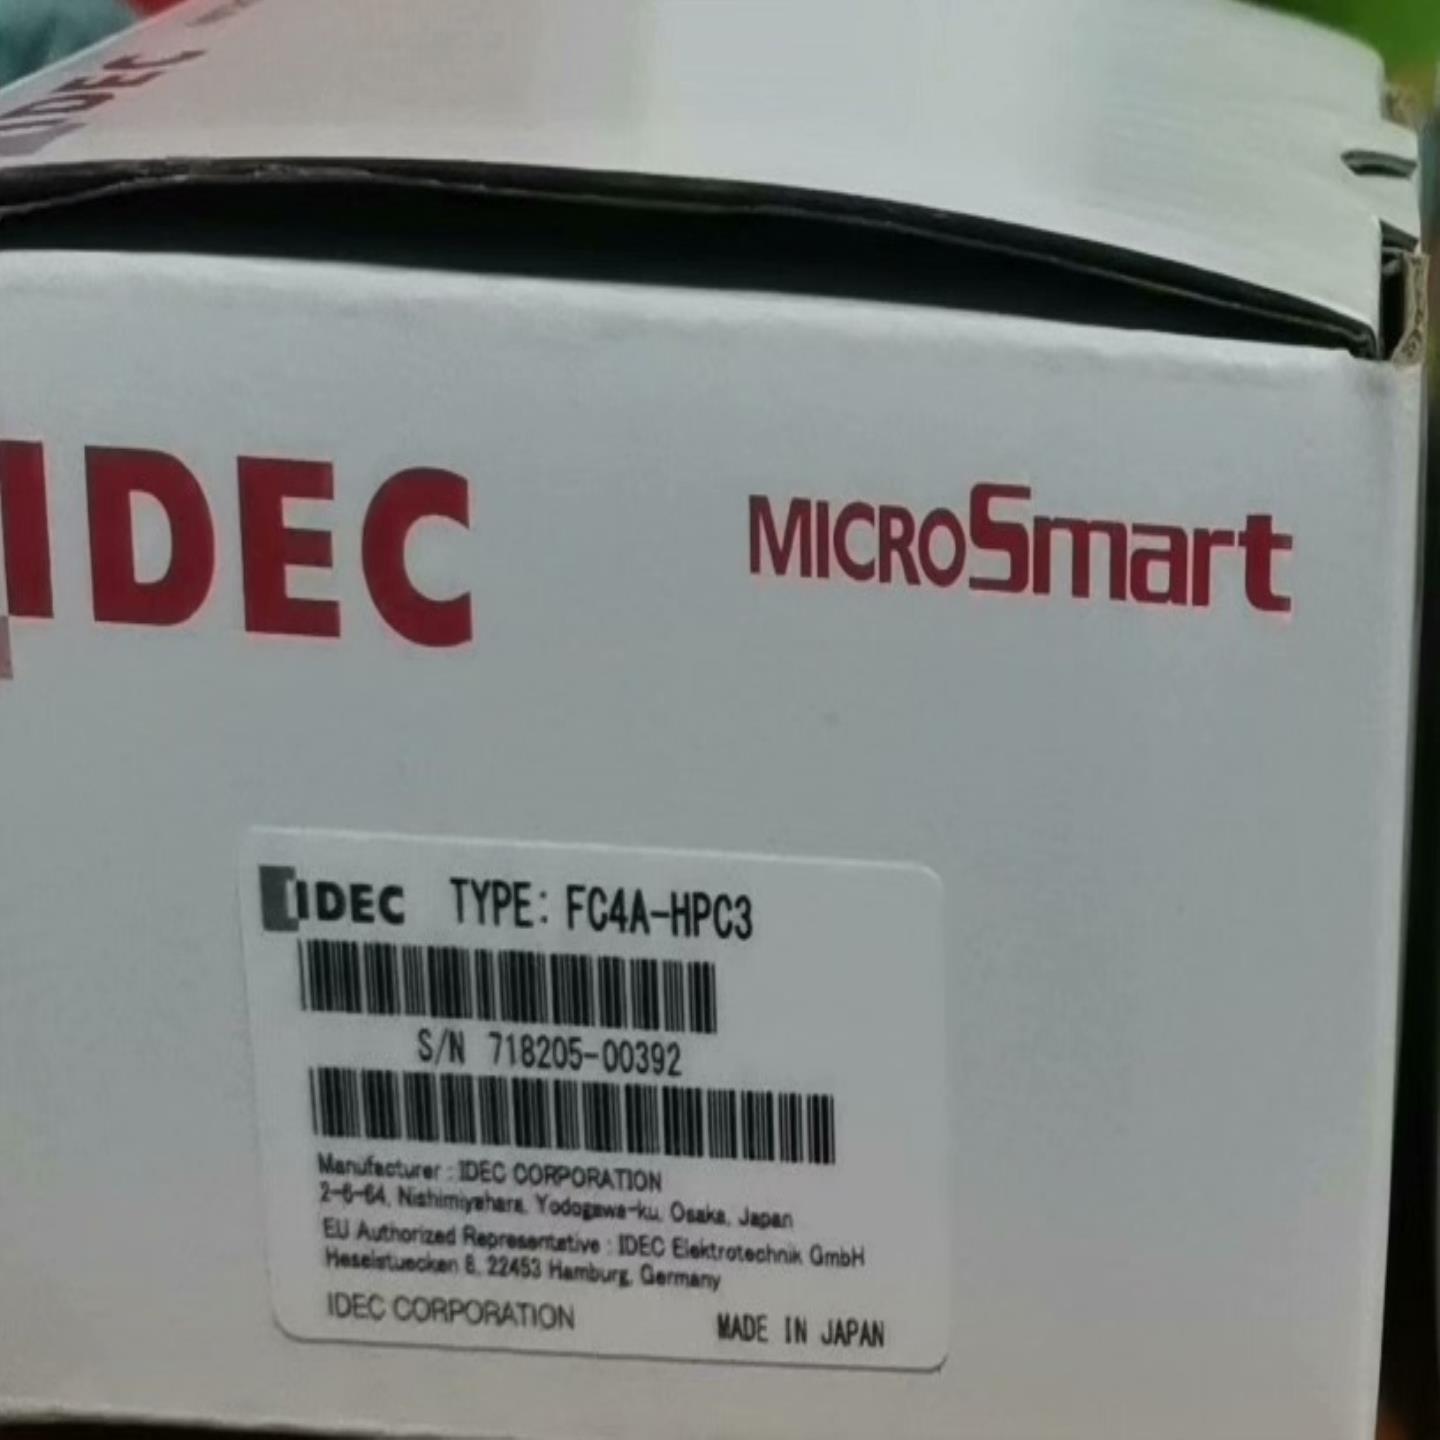 IDEC
IDEC MICROSmart
IDEC TYPE: FC4A-HPC3
S/N 718205-00392
Manufacturer : IDEC CORPORATION
2-6-64, Nishimiyahara, Yodogawa-ku, Osaka, Japan
EU Authorized Representative : IDEC Elektrotechnik GmbH
Heselstuecken 8, 22453 Hamburg, Germany
IDEC CORPORATION MADE IN JAPAN